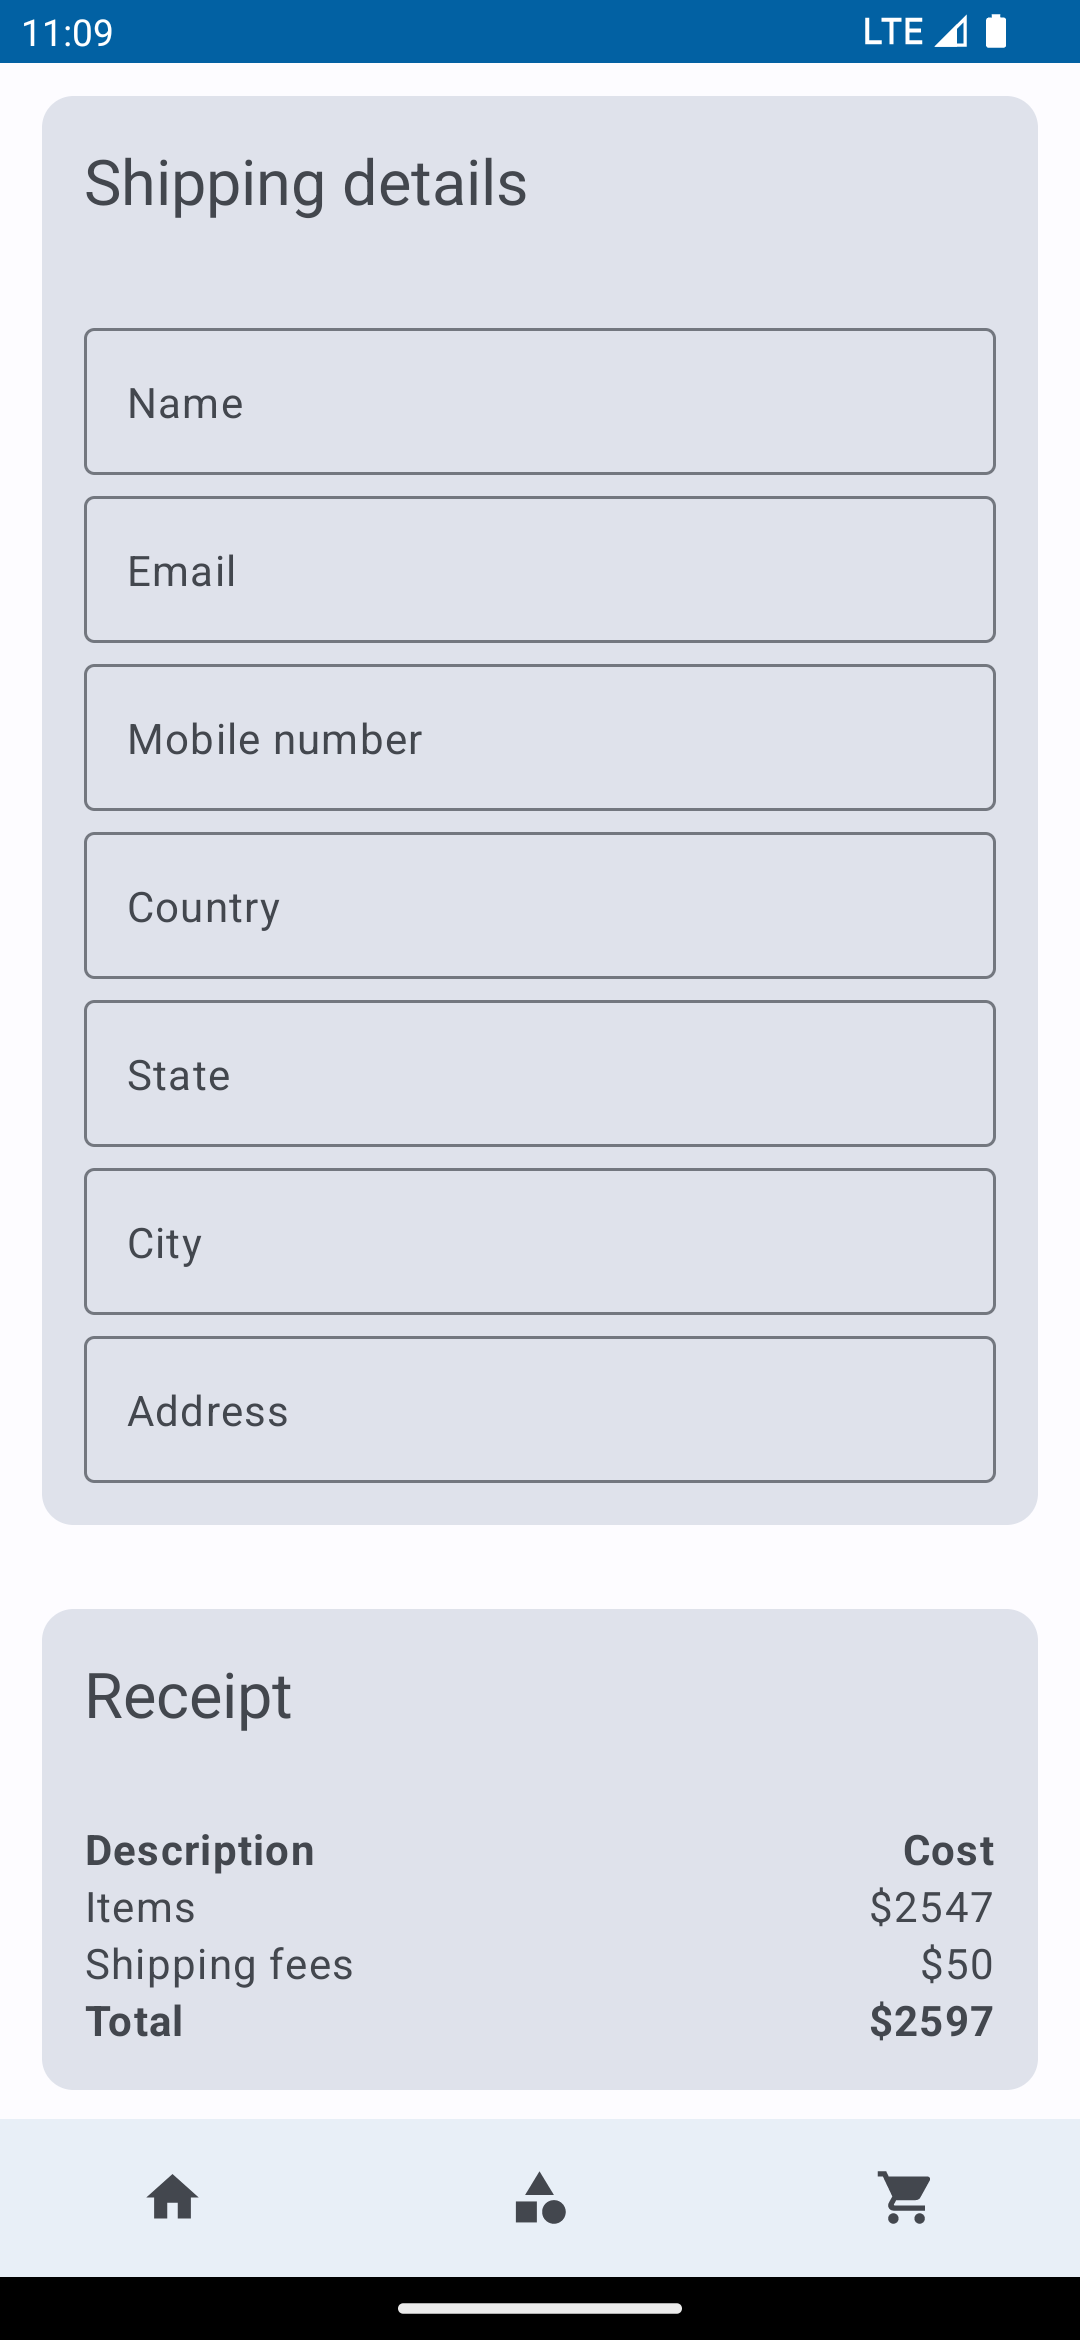 11:09 LTE
Shipping details
Name
Email
Mobile number
Country
State
City
Address
Receipt
Description Cost
Items $2547
Shipping fees $50
Total $2597